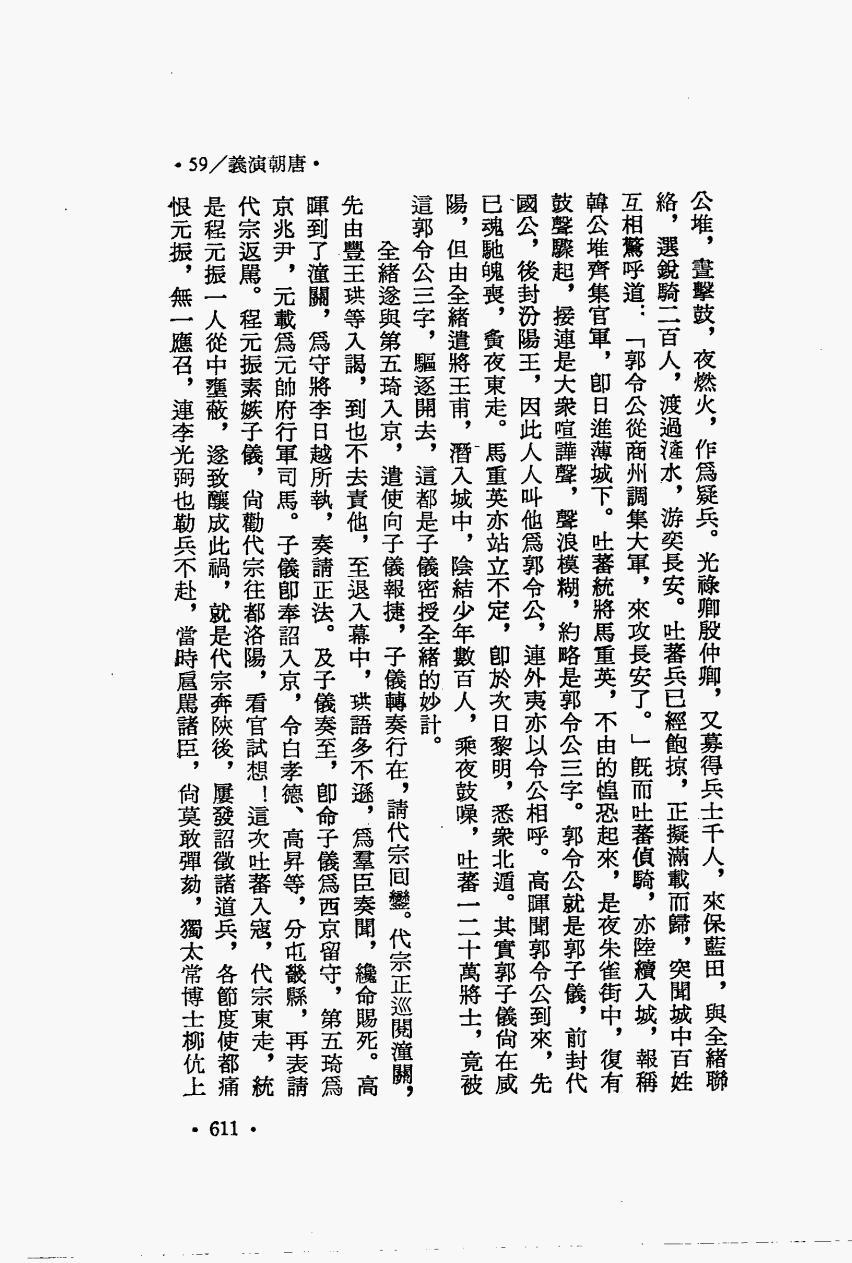 •59／義演朝唐•
公堆，晝擊鼓，夜燃火，作爲疑兵。光祿卿殷仲卿，又募得兵士千人，來保藍田，與全緒聯
絡，選銳騎二百人，渡過滻水，游奕長安。吐蕃兵已經飽掠，正擬滿載而歸，突聞城中百姓
互相驚呼道：「郭令公從商州調集大軍，來攻長安了。」旣而吐蕃偵騎，亦陸續入城，報稱
韓公堆齊集官軍，卽日進薄城下。吐蕃統將馬重英，不由的惶恐起來，是夜朱雀街中，復有
鼓聲驟起，接連是大衆喧譁聲，聲浪模糊，約略是郭令公三字。郭令公就是郭子儀，前封代
國公，後封汾陽王，因此人人叫他爲郭令公，連外夷亦以令公相呼。高暉聞郭令公到來，先
已魂馳魄喪，夤夜東走。馬重英亦站立不定，卽於次日黎明，悉衆北遁。其實郭子儀尙在咸
陽，但由全緒遣將王甫，潛入城中，陰結少年數百人，乘夜鼓噪，吐蕃一二十萬將士，竟被
這郭令公三字，驅逐開去，這都是子儀密授全緒的妙計。
全緒遂與第五琦入京，遣使向子儀報捷，子儀轉奏行在，請代宗回鑾。代宗正巡閱潼關，
先由豐王珙等入謁，到也不去責他，至退入幕中，珙語多不遜，爲羣臣奏聞，纔命賜死。高
暉到了潼關，爲守將李日越所執，奏請正法。及子儀奏至，卽命子儀爲西京留守，第五琦爲
京兆尹，元載爲元帥府行軍司馬。子儀卽奉詔入京，令白孝德、高昇等，分屯畿縣，再表請
代宗返駕。程元振素嫉子儀，尙勸代宗往都洛陽，看官試想！這次吐蕃入寇，代宗東走，統
是程元振一人從中壅蔽，遂致釀成此禍，就是代宗奔陝後，屢發詔徵諸道兵，各節度使都痛
恨元振，無一應召，連李光弼也勒兵不赴，當時扈駕諸臣，尙莫敢彈劾，獨太常博士柳伉上
•611•